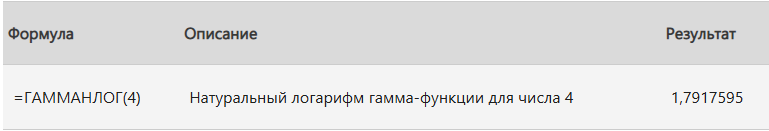 Формула Описание Результат
=ГАММАНЛОГ(4) Натуральный логарифм гамма-функции для числа 4 1,7917595